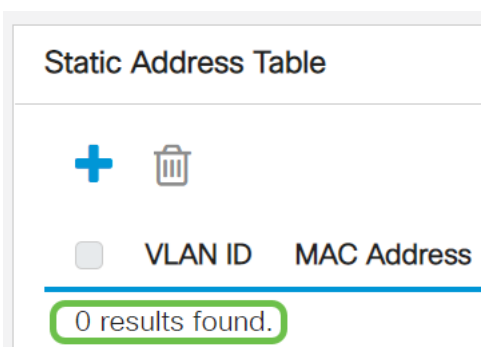 Static Address Table
VLAN ID MAC Address
0 results found.